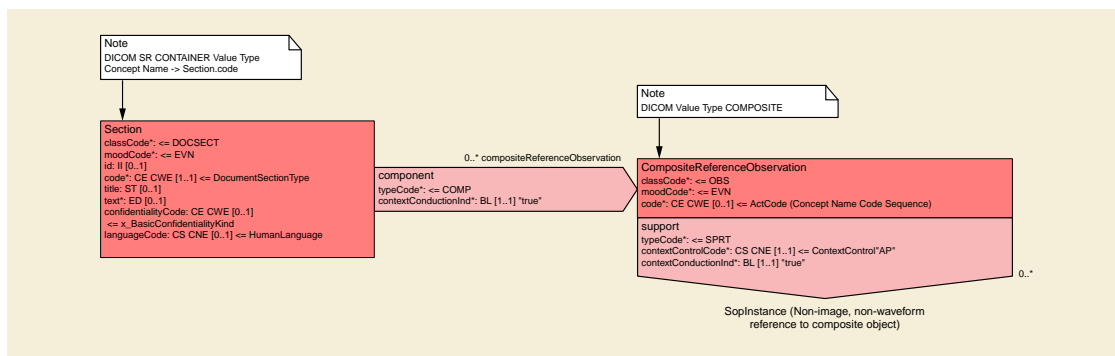 Note
DICOM SR CONTAINER Value Type
Concept Name -> Section.code
Section
classCode*: <= DOCSECT
moodCode*: <= EVN
id: II [0..1]
code*: CE CWE [1..1] <= DocumentSectionType
title: ST [0..1]
text*: ED [0..1]
confidentialityCode: CE CWE [0..1]
<= x_BasicConfidentialityKind
languageCode: CS CNE [0..1] <= HumanLanguage
0..* compositeReferenceObservation
component
typeCode*: <= COMP
contextConductionInd*: BL [1..1] "true"
Note
DICOM Value Type COMPOSITE
CompositeReferenceObservation
classCode*: <= OBS
moodCode*: <= EVN
code*: CE CWE [0..1] <= ActCode (Concept Name Code Sequence)
support
typeCode*: <= SPRT
contextControlCode*: CS CNE [1..1] <= ContextControl"AP"
contextConductionInd*: BL [1..1] "true"
0..*
SopInstance (Non-image, non-waveform
reference to composite object)